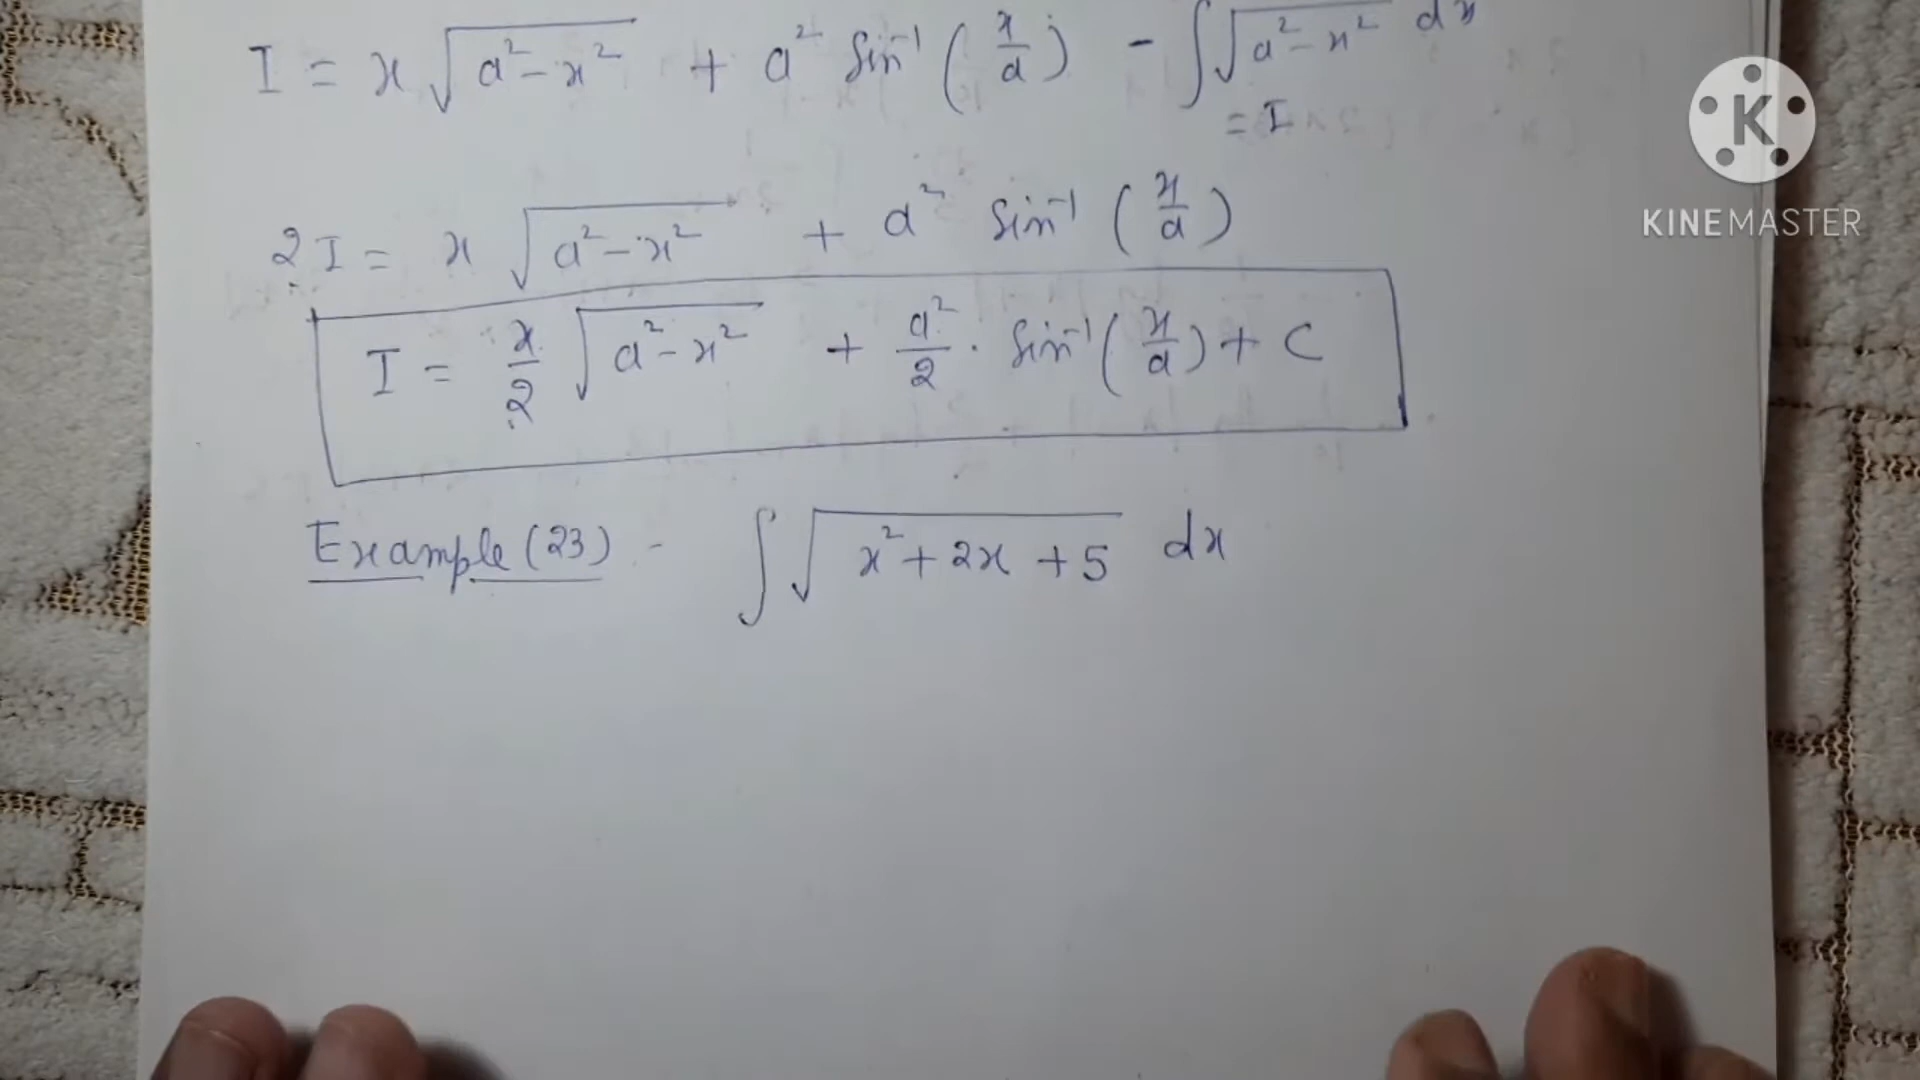 I = x √(a² - x²) + a² sin⁻¹ (x/a) - ∫ √(a² - x²) dx
= I
2 I = x √(a² - x²) + a² sin⁻¹ (x/a)
I = x/2 √(a² - x²) + a²/2 . sin⁻¹ (x/a) + C
Example (23) - ∫ √(x² + 2x + 5) dx
K
KINEMASTER